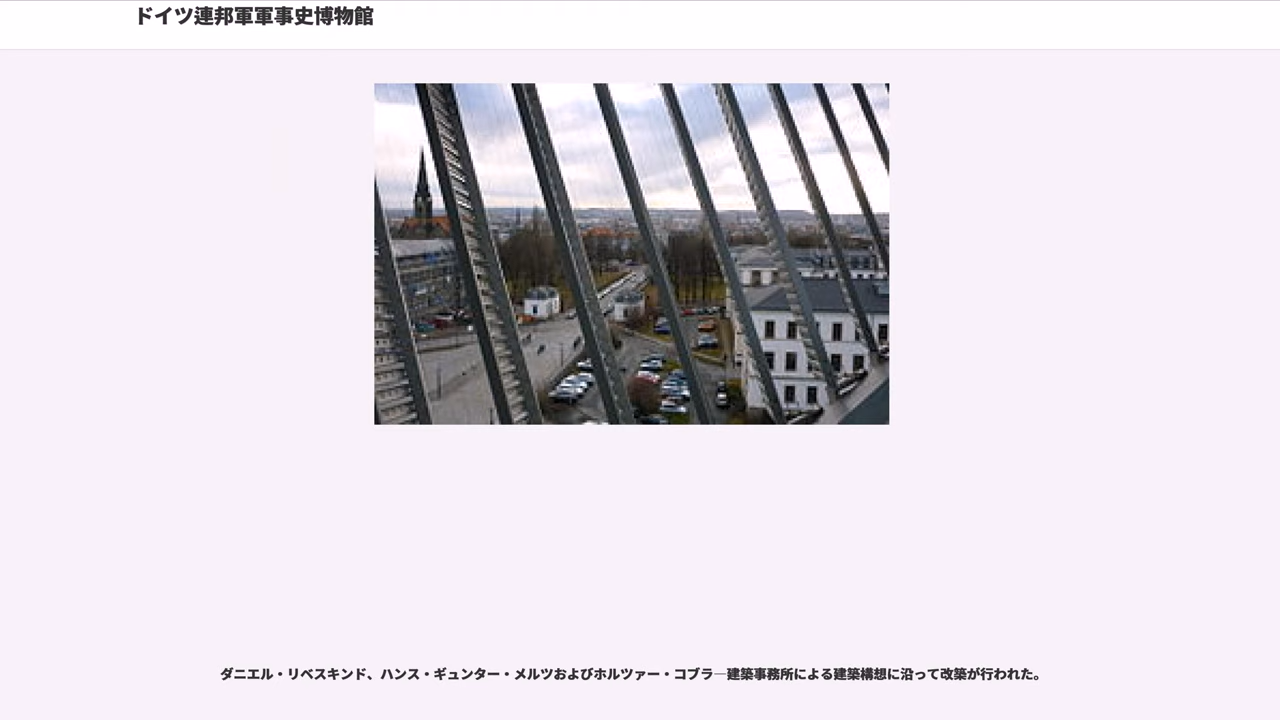 ドイツ連邦軍軍事史博物館
ダニエル・リベスキンド、ハンス・ギュンター・メルツおよびホルツァー・コブラ―建築事務所による建築構想に沿って改築が行われた。